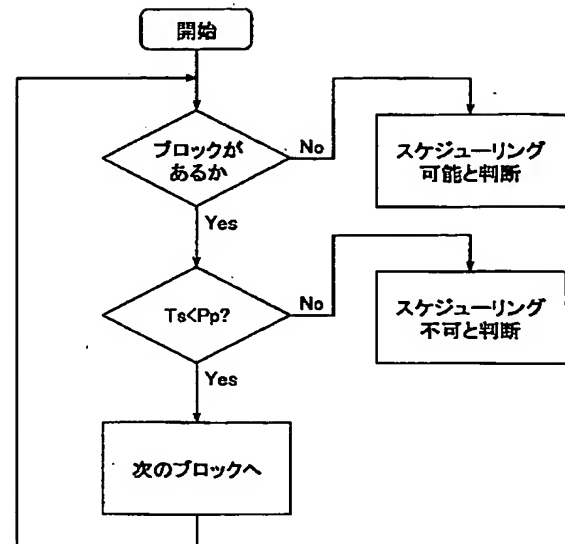 開始
ブロックが
あるか
No
スケジューリング
可能と判断
Yes
Ts<Pp?
No
スケジューリング
不可と判断
Yes
次のブロックへ